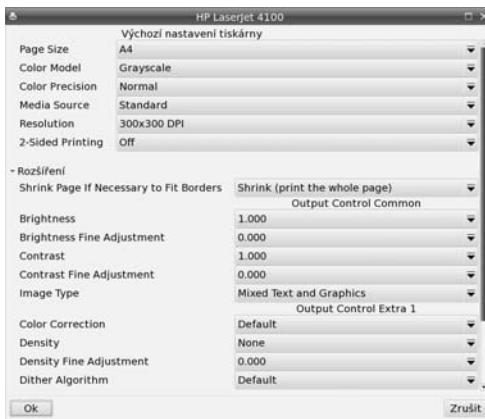 HP LaserJet 4100
Výchozí nastavení tiskárny
Page Size A4
Color Model Grayscale
Color Precision Normal
Media Source Standard
Resolution 300x300 DPI
2-Sided Printing Off
- Rozšíření
Shrink Page If Necessary to Fit Borders Shrink (print the whole page)
Output Control Common
Brightness 1.000
Brightness Fine Adjustment 0.000
Contrast 1.000
Contrast Fine Adjustment 0.000
Image Type Mixed Text and Graphics
Output Control Extra 1
Color Correction Default
Density None
Density Fine Adjustment 0.000
Dither Algorithm Default
Ok Zrušit